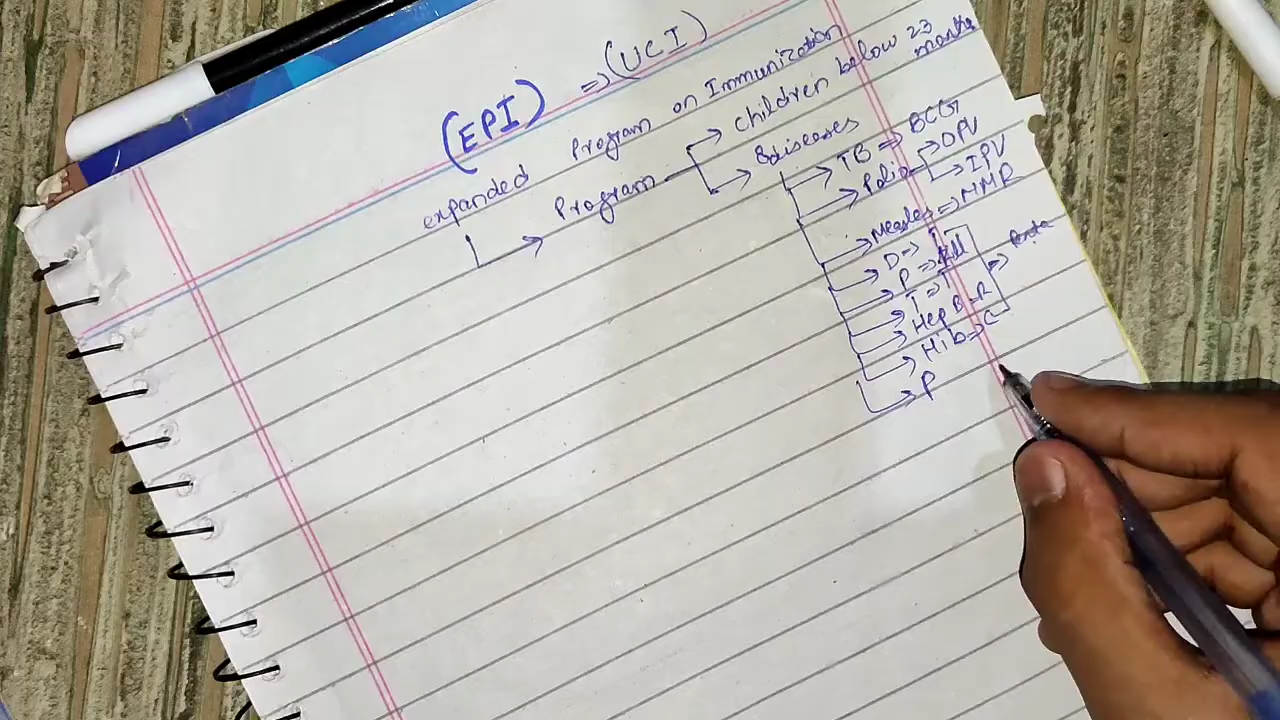 (EPI) => (UCI)
expanded Program on Immunization
Program
Children below 23 months
8 diseases
TB => BCG
Polio
OPV
IPV
Measles => MMR
D =>
P =>
T => T
Hep B
Hib =>
P